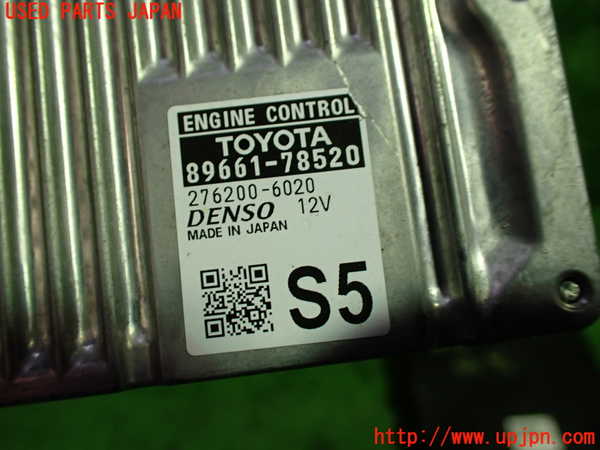 USED PARTS JAPAN
ENGINE CONTROL
TOYOTA
89661-78520
276200-6020
DENSO 12V
MADE IN JAPAN
S5
http://www.upjpn.com/